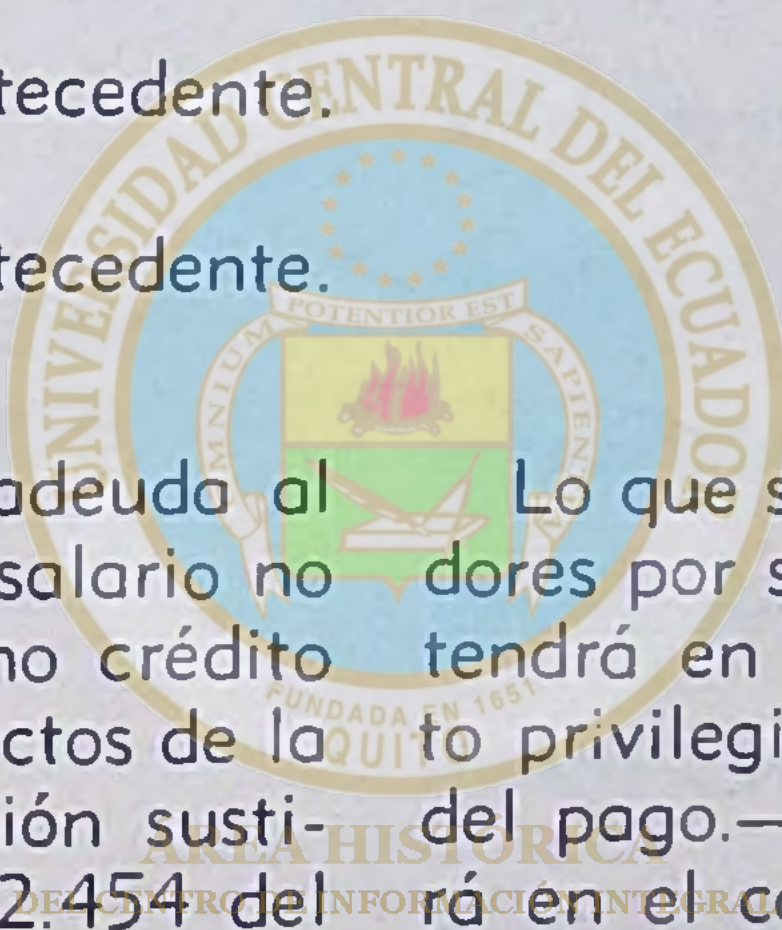 tecedente.
tecedente.
adeuda al
salario no
no crédito
ctos de la
ión susti-
2.454 del
Lo que s
dores por s
tendrá en
to privilegi
del pago.—
rá en el co
UNIVERSIDAD CENTRAL DEL ECUADOR
OMNIUM POTENTIOR EST SAPIENTIA
FUNDADA EN 1651
QUITO
ÁREA HISTÓRICA
DEL CENTRO DE INFORMACIÓN INTEGRAL